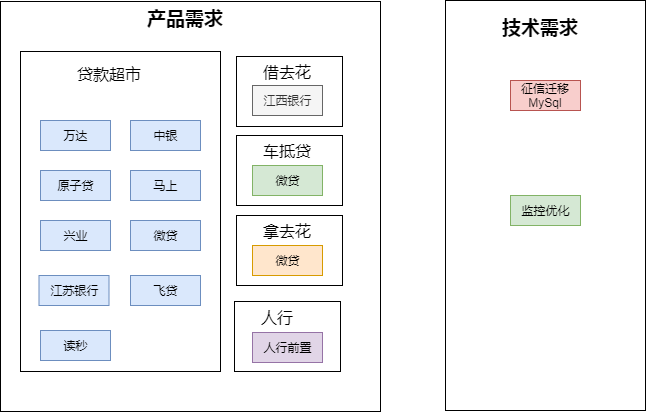 产品需求
贷款超市
万达
中银
原子贷
马上
兴业
微贷
江苏银行
飞贷
读秒
借去花
江西银行
车抵贷
微贷
拿去花
微贷
人行
人行前置
技术需求
征信迁移
MySql
监控优化